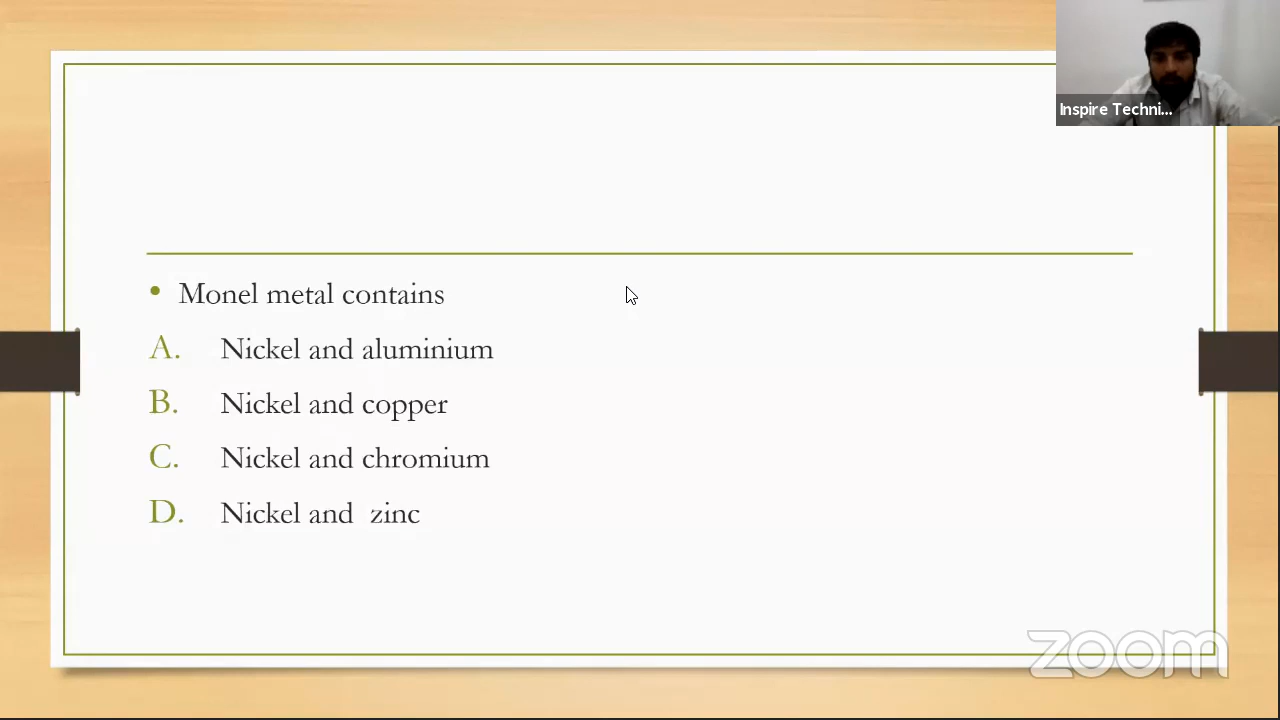 Inspire Techni...
• Monel metal contains
A. Nickel and aluminium
B. Nickel and copper
C. Nickel and chromium
D. Nickel and  zinc
zoom